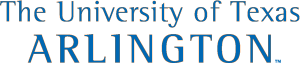 The University of Texas
ARLINGTON™